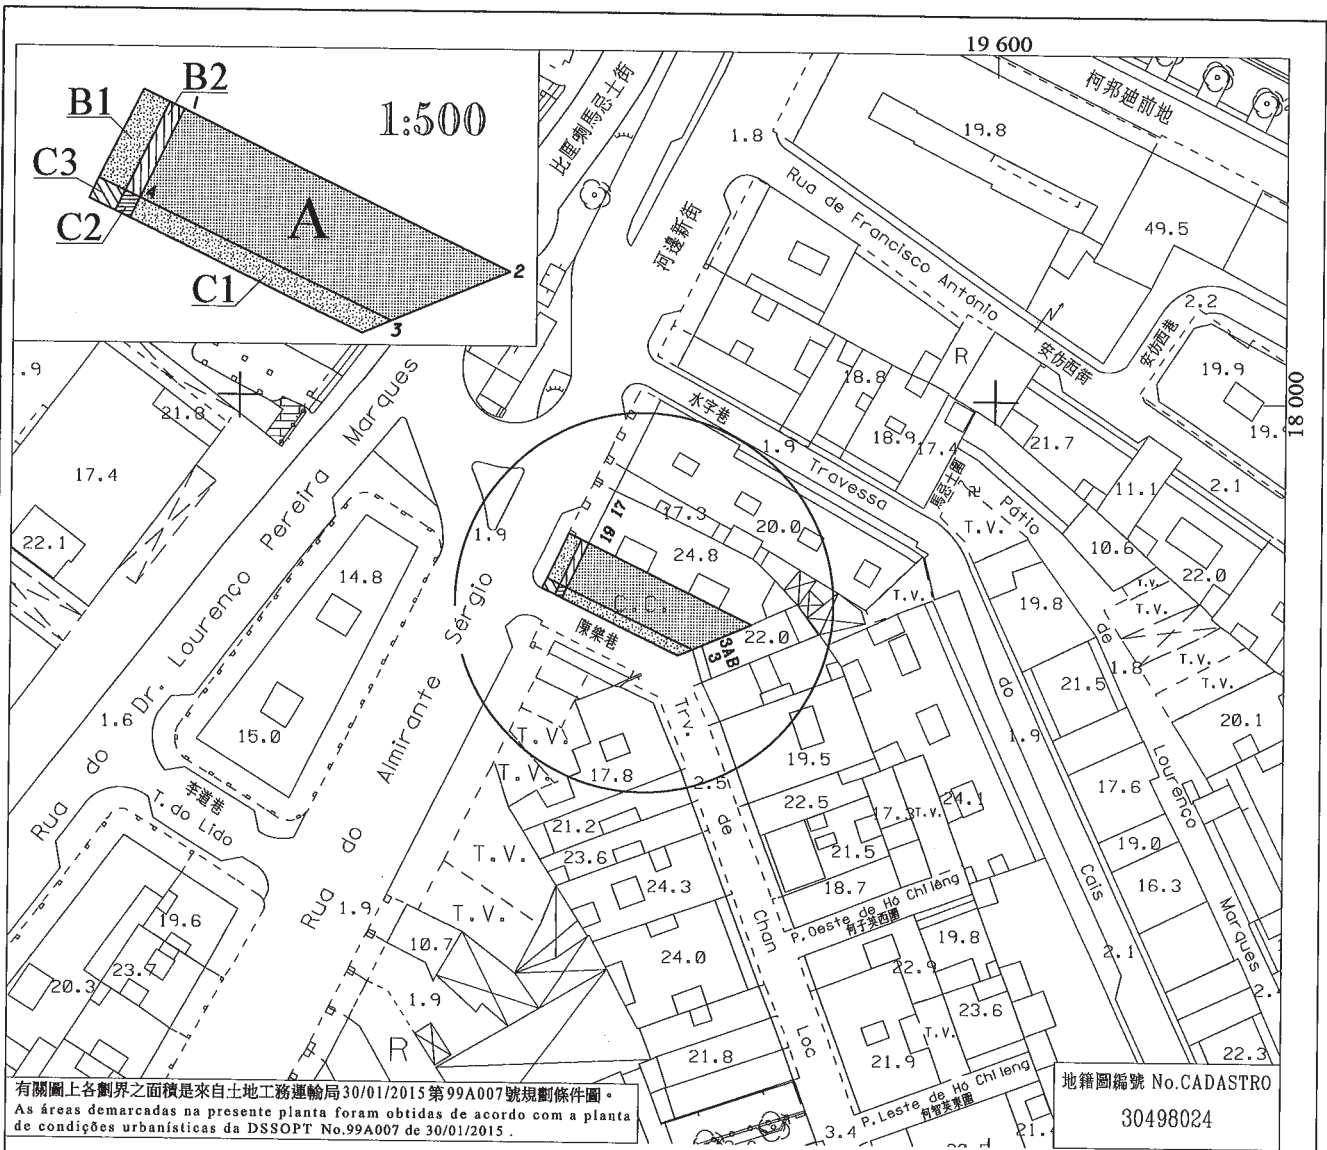 19 600
18 000
B1
B2
1
1:500
C3
4
C2
A
2
C1
3
比厘喇馬忌士街
河邊新街
柯邦迪前地
1.8
19.8
Rua de Francisco António
49.5
2.2
安仿西街
安仿西巷
R
19.9
18.8
18.9
17.4
21.7
11.1
2.1
水字巷
1.9
Travessa
馬忌士圍
Pátio
T.V.
10.6
T.V.
T.V.
22.0
.9
21.8
17.4
22.1
Rua do Dr. Lourenço Pereira Marques
1.9
17.3
20.0
19 17
24.8
C.C.
T.V.
19.8
de
14.8
陳樂巷
22.0
3AB
3
1.8
T.V.
T.V.
21.5
do
20.1
1.6
15.0
Rua do Almirante Sérgio
T.V.
T.V.
17.8
Trv. de Chan Loc
19.5
1.9
Lourenço
2.5
22.5
17.3
T.V.
24.1
17.6
李道巷
T. do Lido
21.2
T.V.
23.6
21.5
19.0
24.3
18.7
Cais
16.3
T.V.
1.9
P. Oeste de Hó Chi léng
何子英西圍
Marques
19.6
10.7
19.8
23.7
24.0
22.9
2.1
20.3
1.9
23.6
R
T.V.
21.8
21.9
22.3
P. Leste de Hó Chi leng
3.4
有關圖上各劃界之面積是來自土地工務運輸局30/01/2015第99A007號規劃條件圖。
As áreas demarcadas na presente planta foram obtidas de acordo com a planta
de condições urbanísticas da DSSOPT No.99A007 de 30/01/2015 .
地籍圖編號 No.CADASTRO
30498024